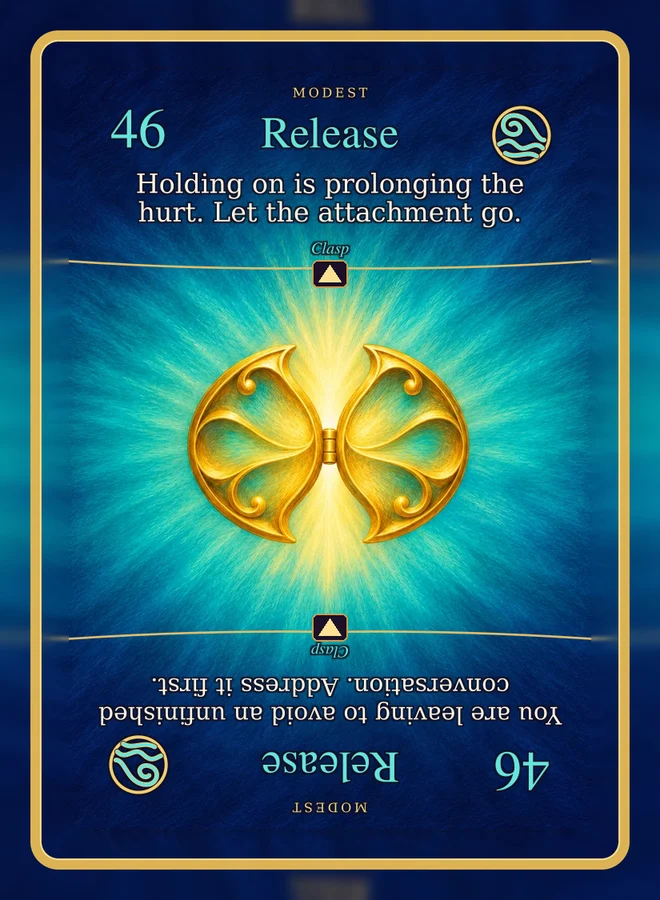 MODEST
46 Release
Holding on is prolonging the
hurt. Let the attachment go.
Clasp
MODEST
46 Release
You are leaving to avoid an unfinished
conversation. Address it first.
Clasp